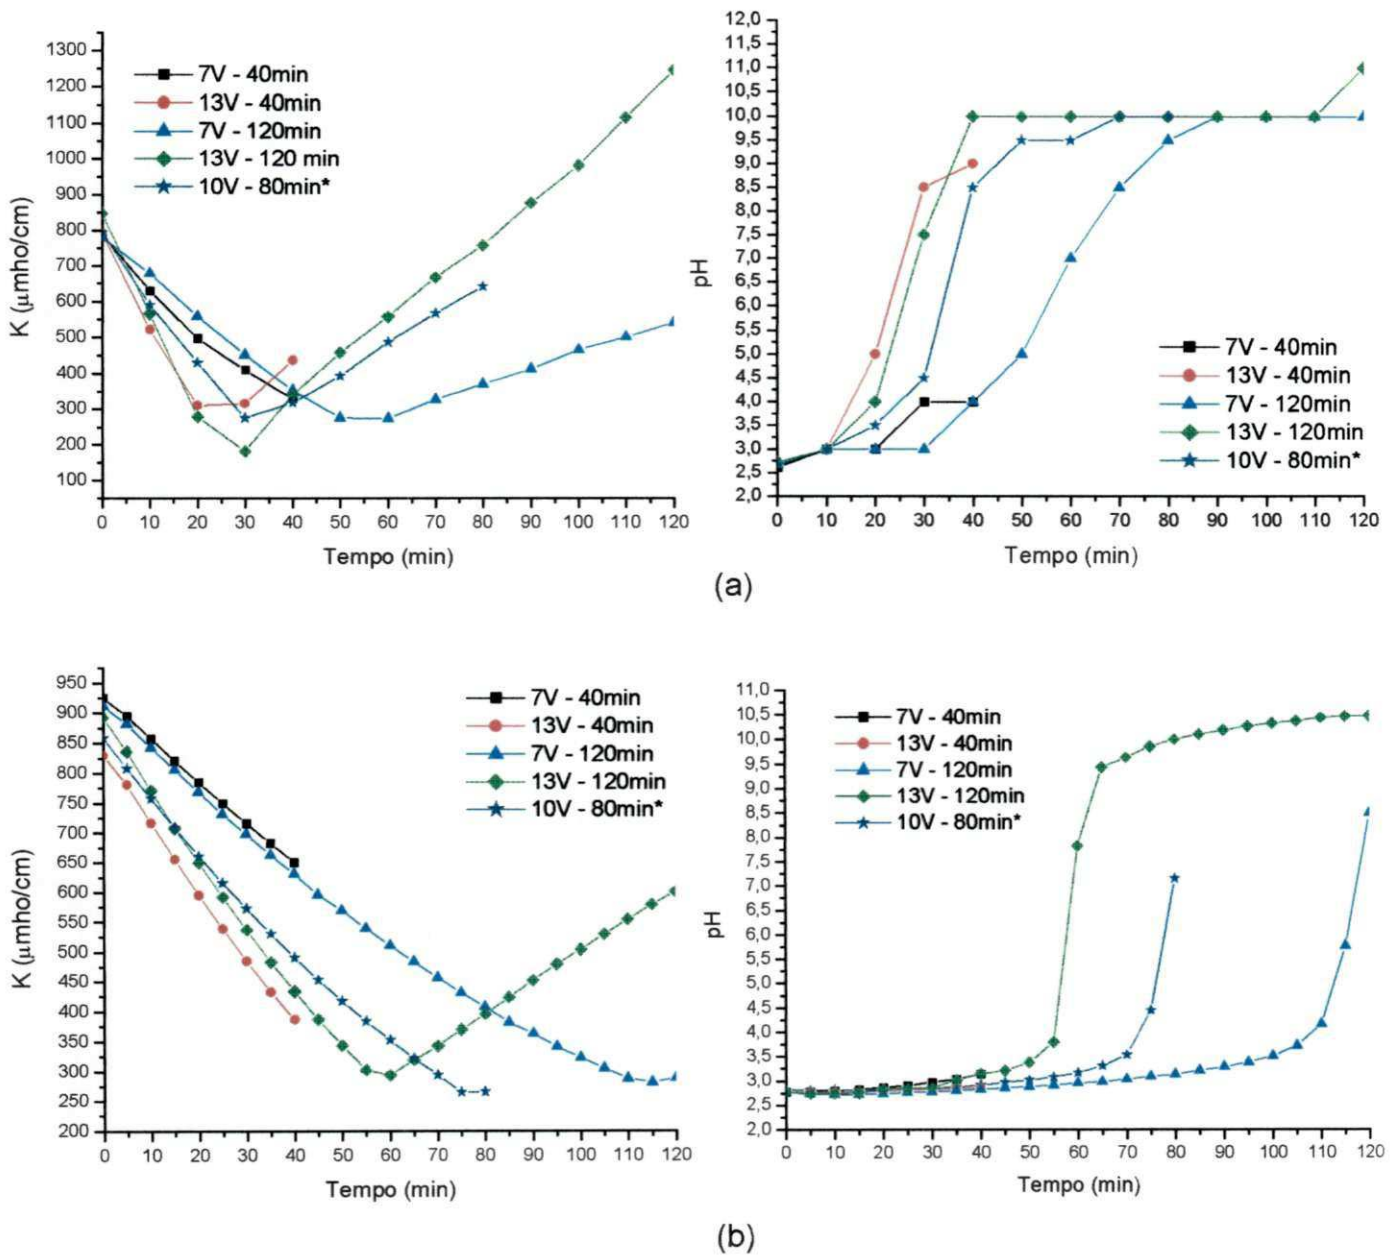 K (μmho/cm)
1300
1200
1100
1000
900
800
700
600
500
400
300
200
100
7V - 40min
13V - 40min
7V - 120min
13V - 120 min
10V - 80min*
0 10 20 30 40 50 60 70 80 90 100 110 120
Tempo (min)
pH
12,0
11,5
11,0
10,5
10,0
9,5
9,0
8,5
8,0
7,5
7,0
6,5
6,0
5,5
5,0
4,5
4,0
3,5
3,0
2,5
2,0
7V - 40min
13V - 40min
7V - 120min
13V - 120min
10V - 80min*
0 10 20 30 40 50 60 70 80 90 100 110 120
Tempo (min)
(a)
K (μmho/cm)
950
900
850
800
750
700
650
600
550
500
450
400
350
300
250
200
7V - 40min
13V - 40min
7V - 120min
13V - 120min
10V - 80min*
0 10 20 30 40 50 60 70 80 90 100 110 120
Tempo (min)
pH
11,0
10,5
10,0
9,5
9,0
8,5
8,0
7,5
7,0
6,5
6,0
5,5
5,0
4,5
4,0
3,5
3,0
2,5
2,0
7V - 40min
13V - 40min
7V - 120min
13V - 120min
10V - 80min*
0 10 20 30 40 50 60 70 80 90 100 110 120
Tempo (min)
(b)